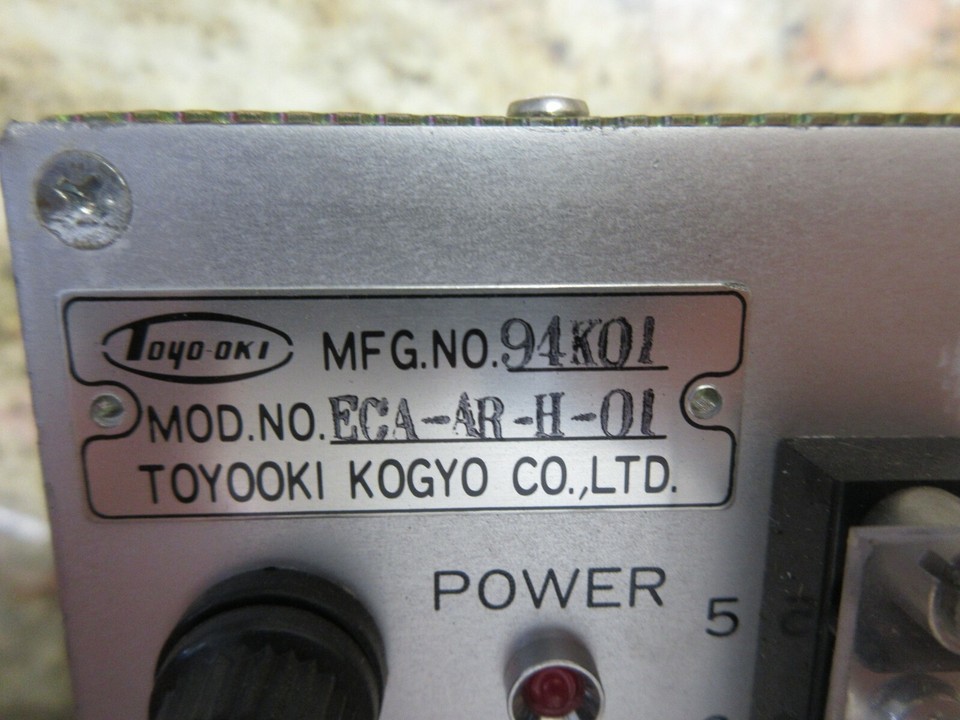 TOYO-OKI MFG.NO.94K01
MOD.NO.ECA-AR-H-01
TOYOOKI KOGYO CO.,LTD.
POWER
5